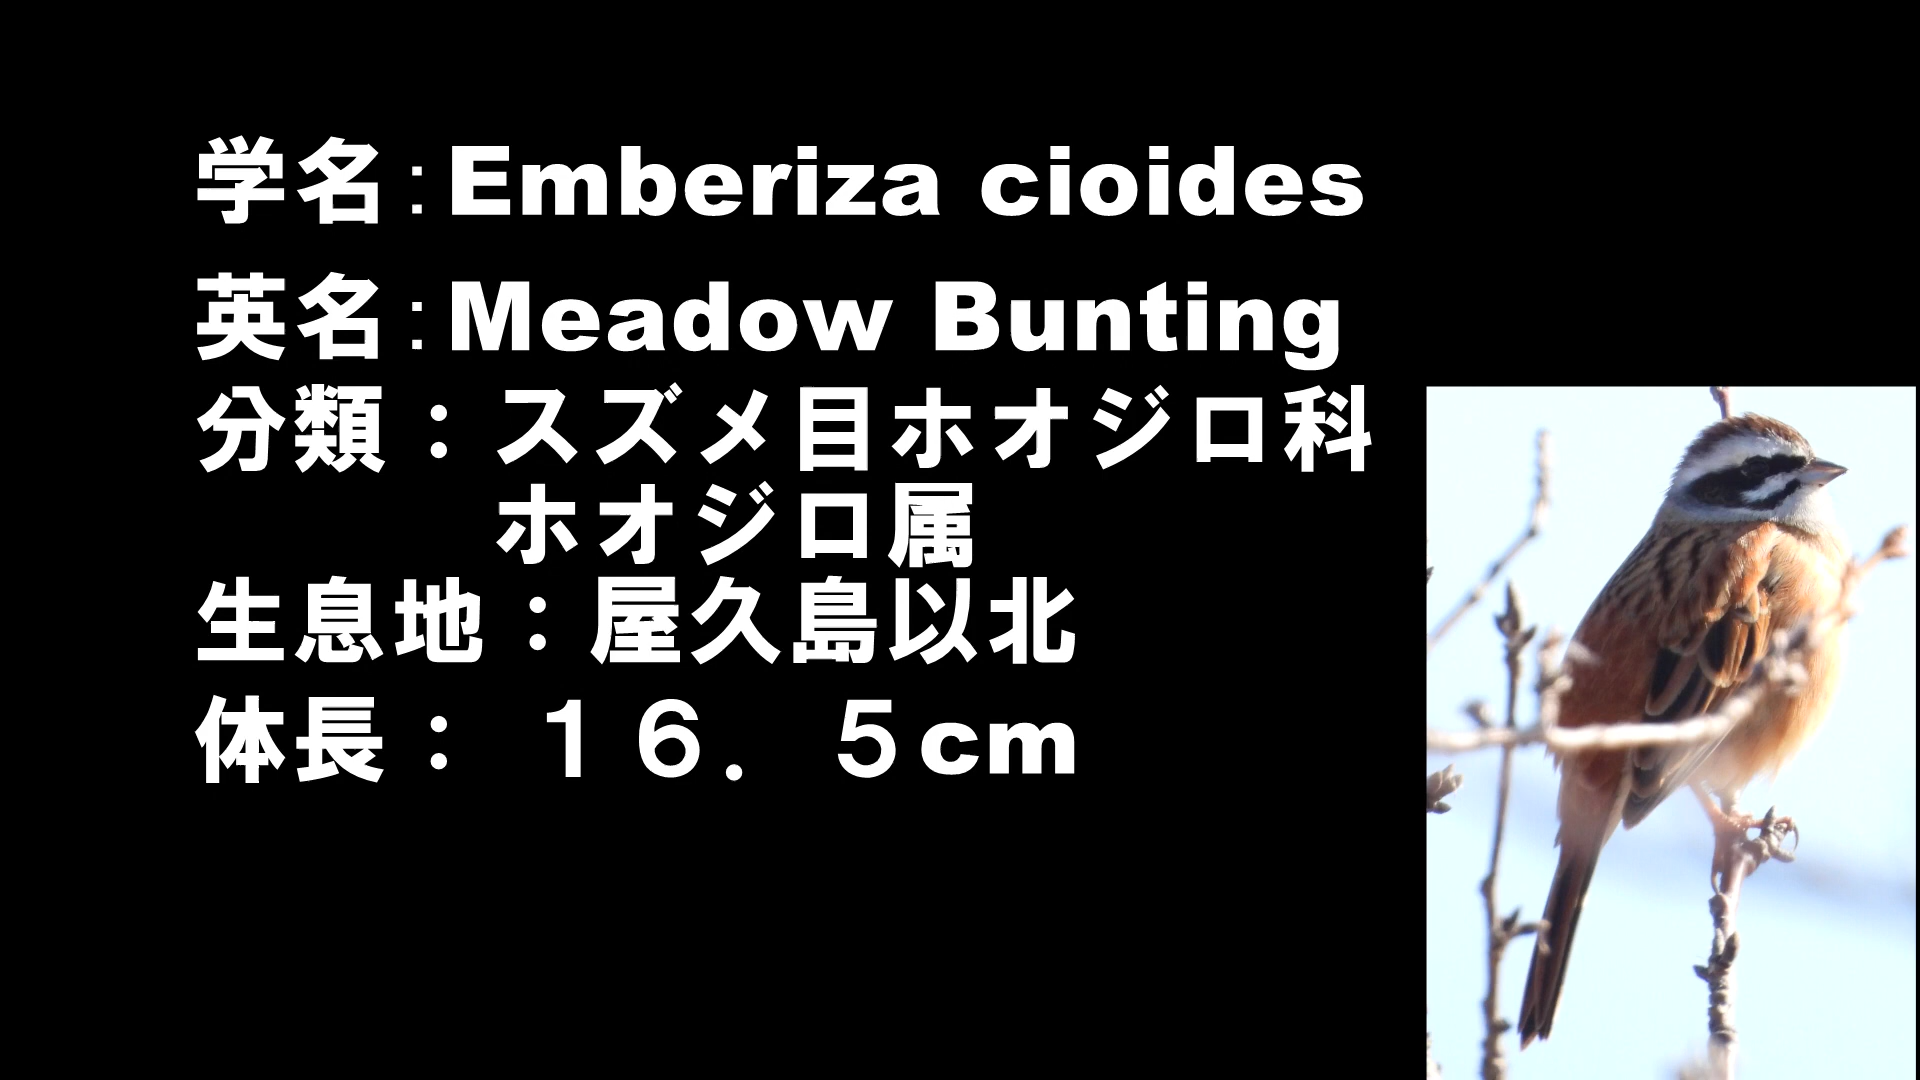 学名：Emberiza cioides
英名：Meadow Bunting
分類：スズメ目ホオジロ科
ホオジロ属
生息地：屋久島以北
体長：１６．５cm